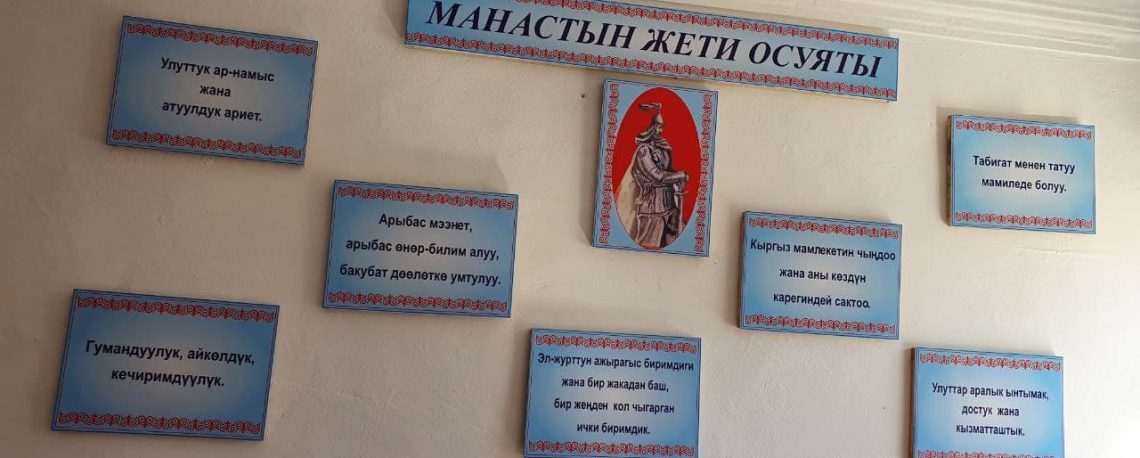 МАНАСТЫН ЖЕТИ ОСУЯТЫ
Улуттук ар-намыс
жана
атуулдук ариет.
Арыбас мээнет,
арыбас өнөр-билим алуу,
бакубат дөөлөткө умтулуу.
Гумандуулук, айкөлдүк,
кечиримдүүлүк.
Эл-журттун ажырагыс биримдиги
жана бир жакадан баш,
бир жеңден кол чыгарган
ички биримдик.
Кыргыз мамлекетин чыңдоо
жана аны көздүн
карегиндей сактоо.
Табигат менен татуу
мамиледе болуу.
Улуттар аралык ынтымак,
достук жана
кызматташтык.